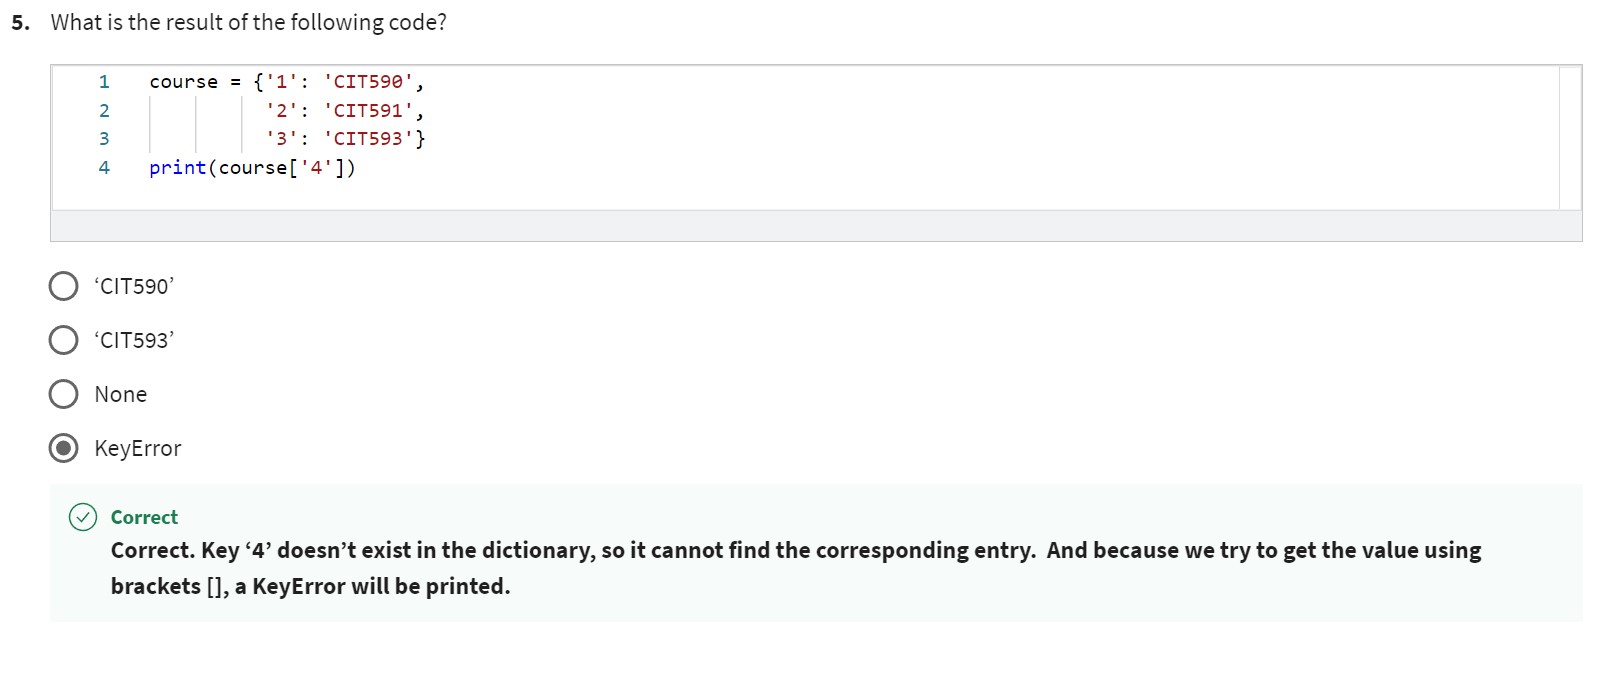 5. What is the result of the following code?
1 course = {'1': 'CIT590',
2 '2': 'CIT591',
3 '3': 'CIT593'}
4 print(course['4'])
‘CIT590’
‘CIT593’
None
KeyError
Correct
Correct. Key ‘4’ doesn’t exist in the dictionary, so it cannot find the corresponding entry.  And because we try to get the value using
brackets [], a KeyError will be printed.